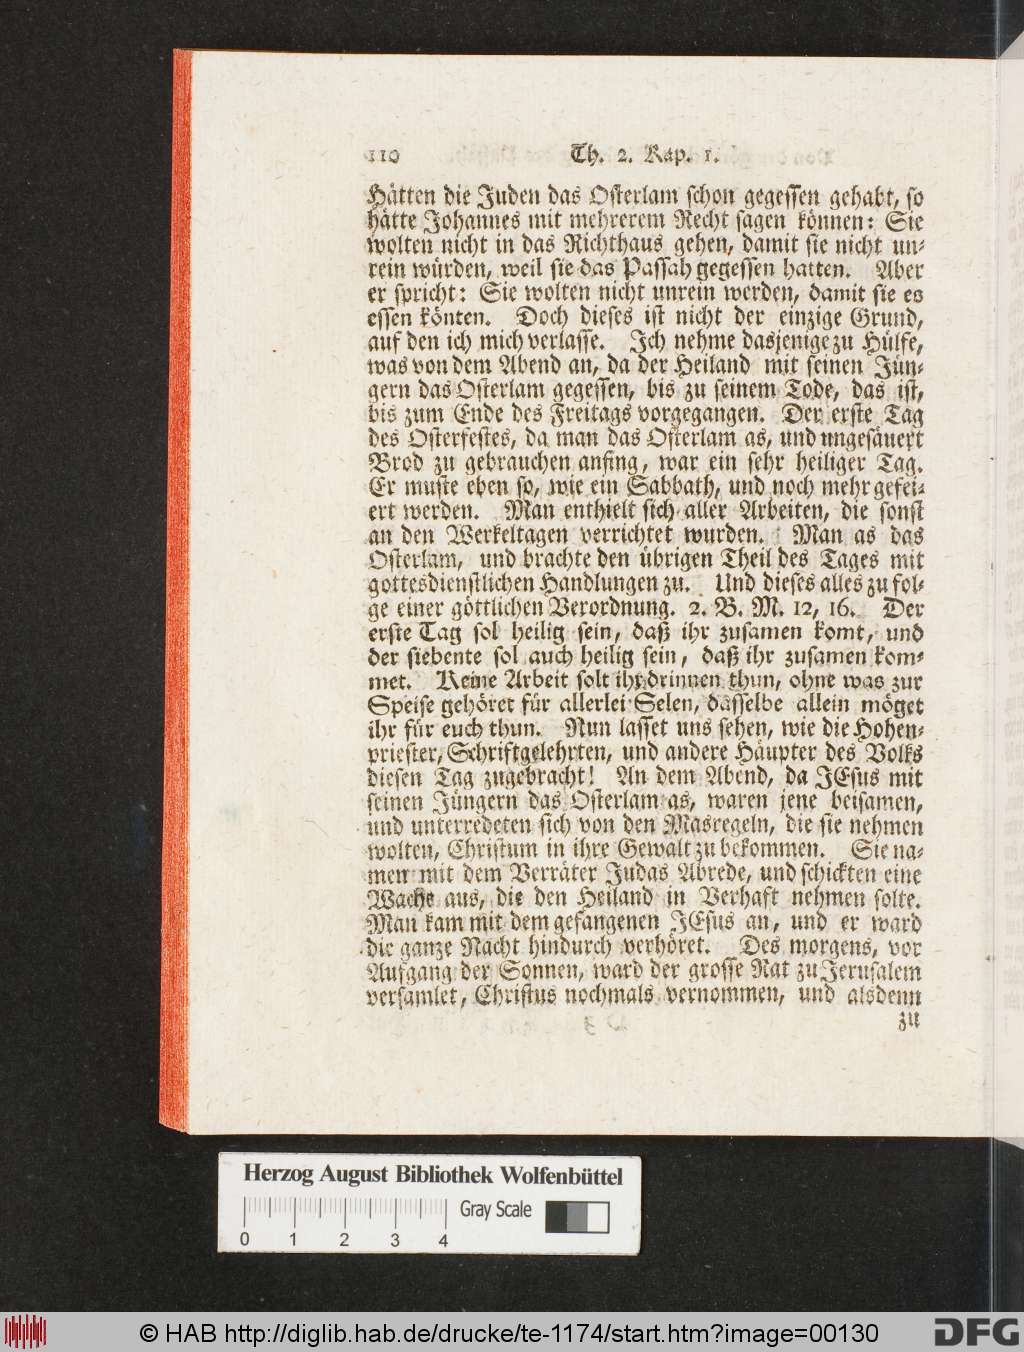 110 Th. 2. Kap. 1.
Hätten die Juden das Osterlam schon gegessen gehabt, so
hätte Johannes mit mehrerem Recht sagen können: Sie
wolten nicht in das Richthaus gehen, damit sie nicht un-
rein würden, weil sie das Passah gegessen hatten. Aber
er spricht: Sie wolten nicht unrein werden, damit sie es
essen könten. Doch dieses ist nicht der einzige Grund,
auf den ich mich verlasse. Ich nehme dasjenige zu Hülfe,
was von dem Abend an, da der Heiland mit seinen Jün-
gern das Osterlam gegessen, bis zu seinem Tode, das ist,
bis zum Ende des Freitags vorgegangen. Der erste Tag
des Osterfestes, da man das Osterlam as, und ungesäuert
Brod zu gebrauchen anfing, war ein sehr heiliger Tag.
Er muste eben so, wie ein Sabbath, und noch mehr gefei-
ert werden. Man enthielt sich aller Arbeiten, die sonst
an den Werkeltagen verrichtet wurden. Man as das
Osterlam, und brachte den übrigen Theil des Tages mit
gottesdienstlichen Handlungen zu. Und dieses alles zu fol-
ge einer göttlichen Verordnung. 2. B. M. 12, 16. Der
erste Tag sol heilig sein, daß ihr zusamen komt, und
der siebente sol auch heilig sein, daß ihr zusamen kom-
met. Keine Arbeit solt ihr drinnen thun, ohne was zur
Speise gehöret für allerlei Selen, dasselbe allein möget
ihr für euch thun. Nun lasset uns sehen, wie die Hohen-
priester, Schriftgelehrten, und andere Häupter des Volks
diesen Tag zugebracht! An dem Abend, da JEsus mit
seinen Jüngern das Osterlam as, waren jene beisamen,
und unterredeten sich von den Masregeln, die sie nehmen
wolten, Christum in ihre Gewalt zu bekommen. Sie na-
men mit dem Verräter Judas Abrede, und schickten eine
Wache aus, die den Heiland in Verhaft nehmen solte.
Man kam mit dem gefangenen JEsus an, und er ward
die ganze Nacht hindurch verhöret. Des morgens, vor
Aufgang der Sonnen, ward der grosse Rat zu Jerusalem
versamlet, Christus nochmals vernommen, und alsdenn
zu
Herzog August Bibliothek Wolfenbüttel
Gray Scale
0 1 2 3 4
© HAB http://diglib.hab.de/drucke/te-1174/start.htm?image=00130
DFG